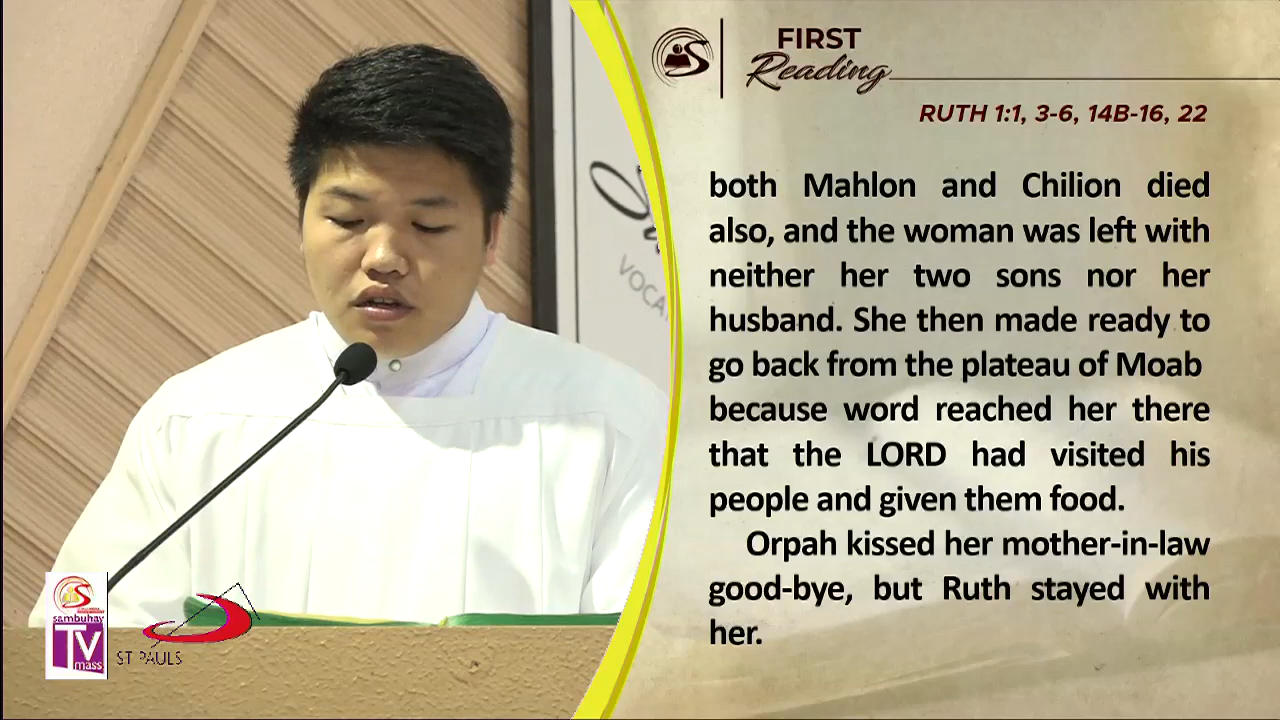 FIRST
Reading
RUTH 1:1, 3-6, 14B-16, 22
both Mahlon and Chilion died
also, and the woman was left with
neither her two sons nor her
husband. She then made ready to
go back from the plateau of Moab
because word reached her there
that the LORD had visited his
people and given them food.
Orpah kissed her mother-in-law
good-bye, but Ruth stayed with
her.
VOCA
sambuhay
TV
mass
ST PAULS